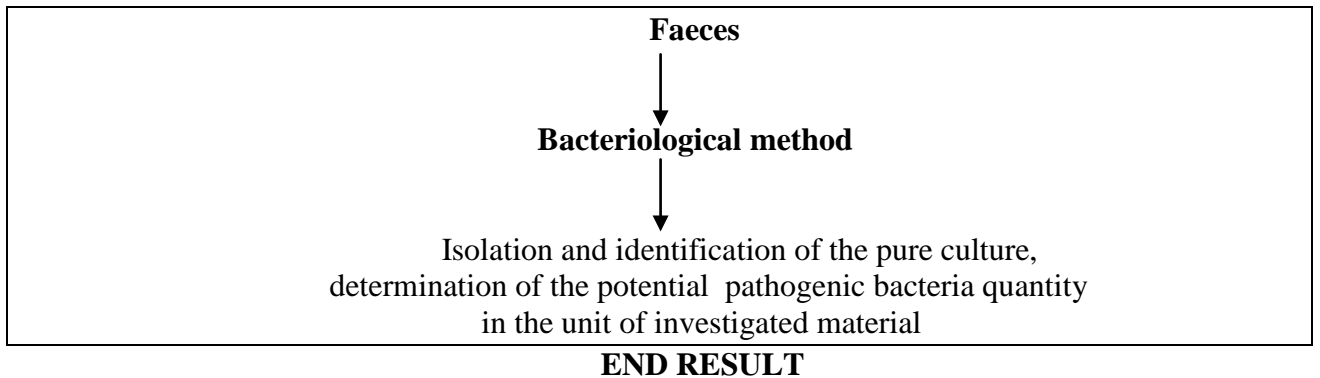 Faeces
Bacteriological method
Isolation and identification of the pure culture,
determination of the potential pathogenic bacteria quantity
in the unit of investigated material
END RESULT